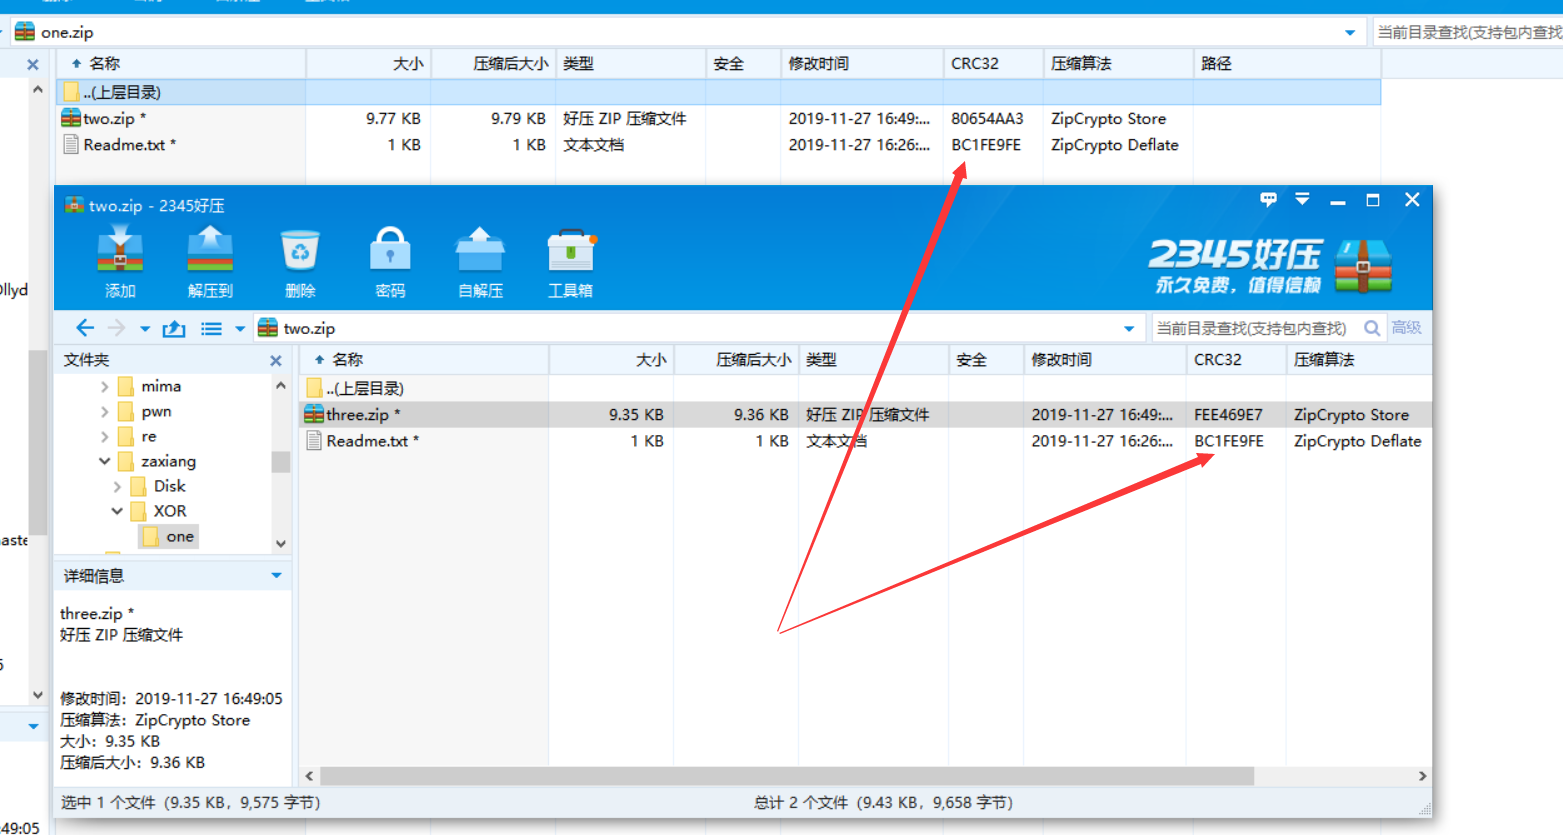 one.zip
当前目录查找(支持包内查找
名称 大小 压缩后大小 类型 安全 修改时间 CRC32 压缩算法 路径
..(上层目录)
two.zip * 9.77 KB 9.79 KB 好压 ZIP 压缩文件 2019-11-27 16:49:... 80654AA3 ZipCrypto Store
Readme.txt * 1 KB 1 KB 文本文档 2019-11-27 16:26:... BC1FE9FE ZipCrypto Deflate
two.zip - 2345好压
添加 解压到 删除 密码 自解压 工具箱
2345好压
永久免费，值得信赖
two.zip
当前目录查找(支持包内查找) 高级
文件夹
名称 大小 压缩后大小 类型 安全 修改时间 CRC32 压缩算法
..(上层目录)
three.zip * 9.35 KB 9.36 KB 好压 ZIP 压缩文件 2019-11-27 16:49:... FEE469E7 ZipCrypto Store
Readme.txt * 1 KB 1 KB 文本文档 2019-11-27 16:26:... BC1FE9FE ZipCrypto Deflate
mima
pwn
re
zaxiang
Disk
XOR
one
详细信息
three.zip *
好压 ZIP 压缩文件
修改时间：2019-11-27 16:49:05
压缩算法：ZipCrypto Store
大小：9.35 KB
压缩后大小：9.36 KB
选中 1 个文件 (9.35 KB，9,575 字节)
总计 2 个文件 (9.43 KB，9,658 字节)
:49:05